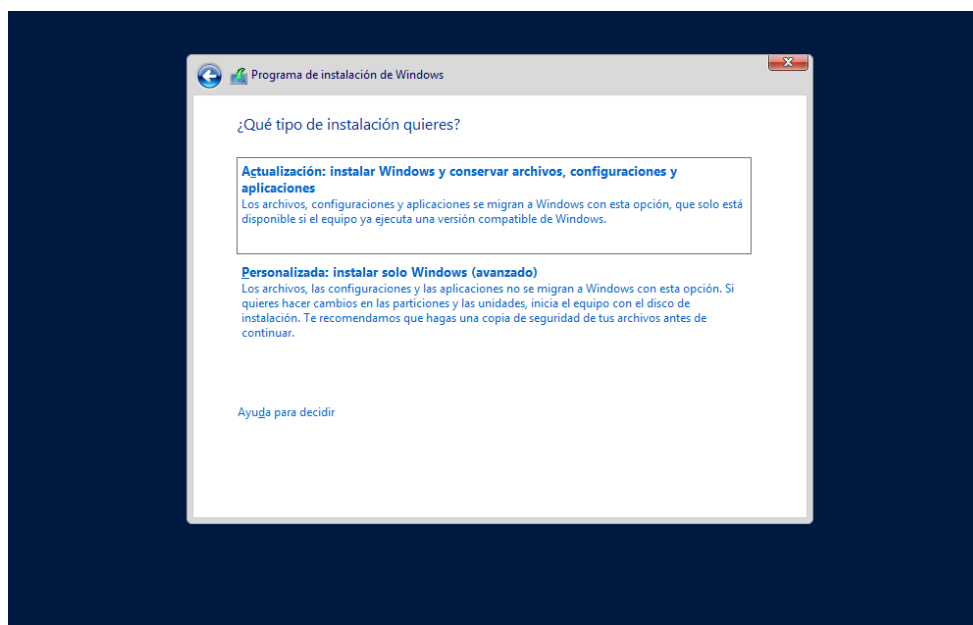 Programa de instalación de Windows
¿Qué tipo de instalación quieres?
Actualización: instalar Windows y conservar archivos, configuraciones y
aplicaciones
Los archivos, configuraciones y aplicaciones se migran a Windows con esta opción, que solo está
disponible si el equipo ya ejecuta una versión compatible de Windows.
Personalizada: instalar solo Windows (avanzado)
Los archivos, las configuraciones y las aplicaciones no se migran a Windows con esta opción. Si
quieres hacer cambios en las particiones y las unidades, inicia el equipo con el disco de
instalación. Te recomendamos que hagas una copia de seguridad de tus archivos antes de
continuar.
Ayuda para decidir